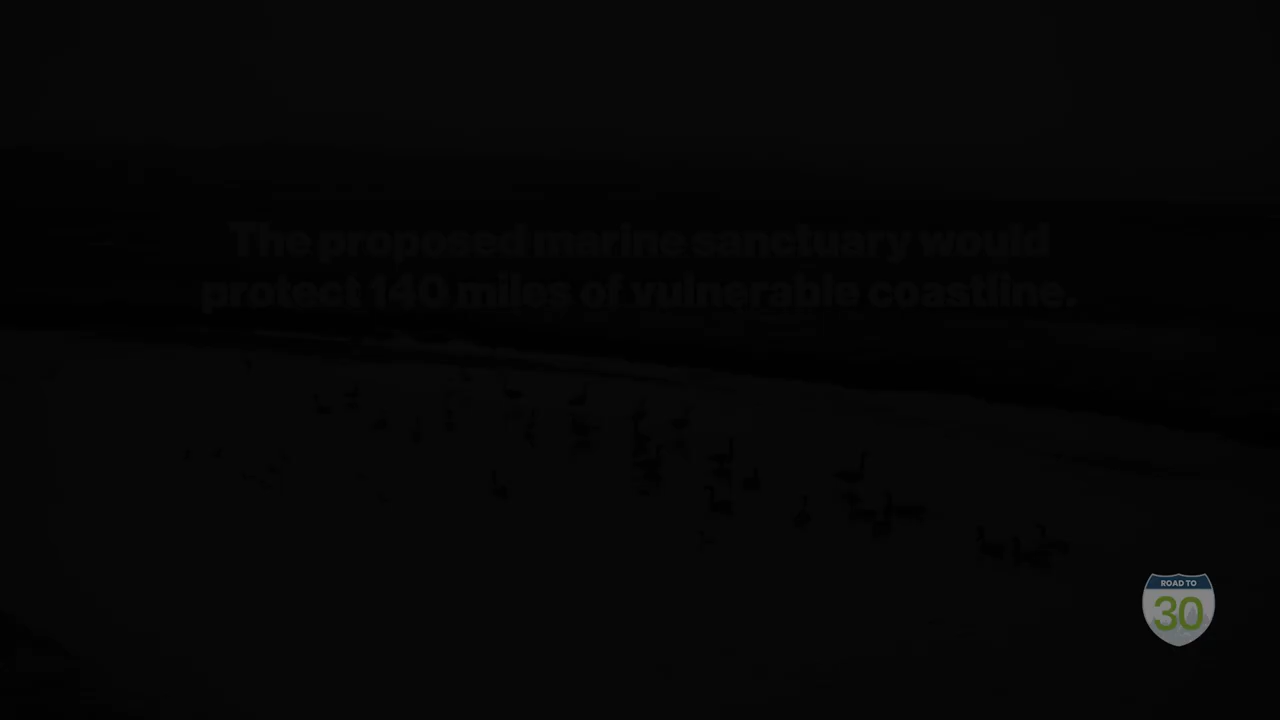 The proposed marine sanctuary would
protect 140 miles of vulnerable coastline.
ROAD TO
30